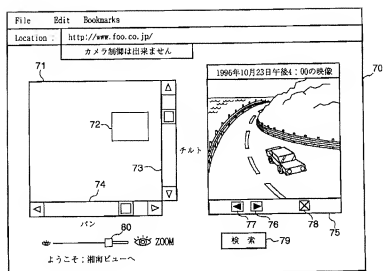 File Edit Bookmarks
Location : http://www.foo.co.jp/
カメラ制御は出来ません
71
1996年10月23日午後4:00の映像
70
72
チルト
73
74
パン
77 76 78 75
80
ZOOM
検 索 79
ようこそ;湘南ビューへ